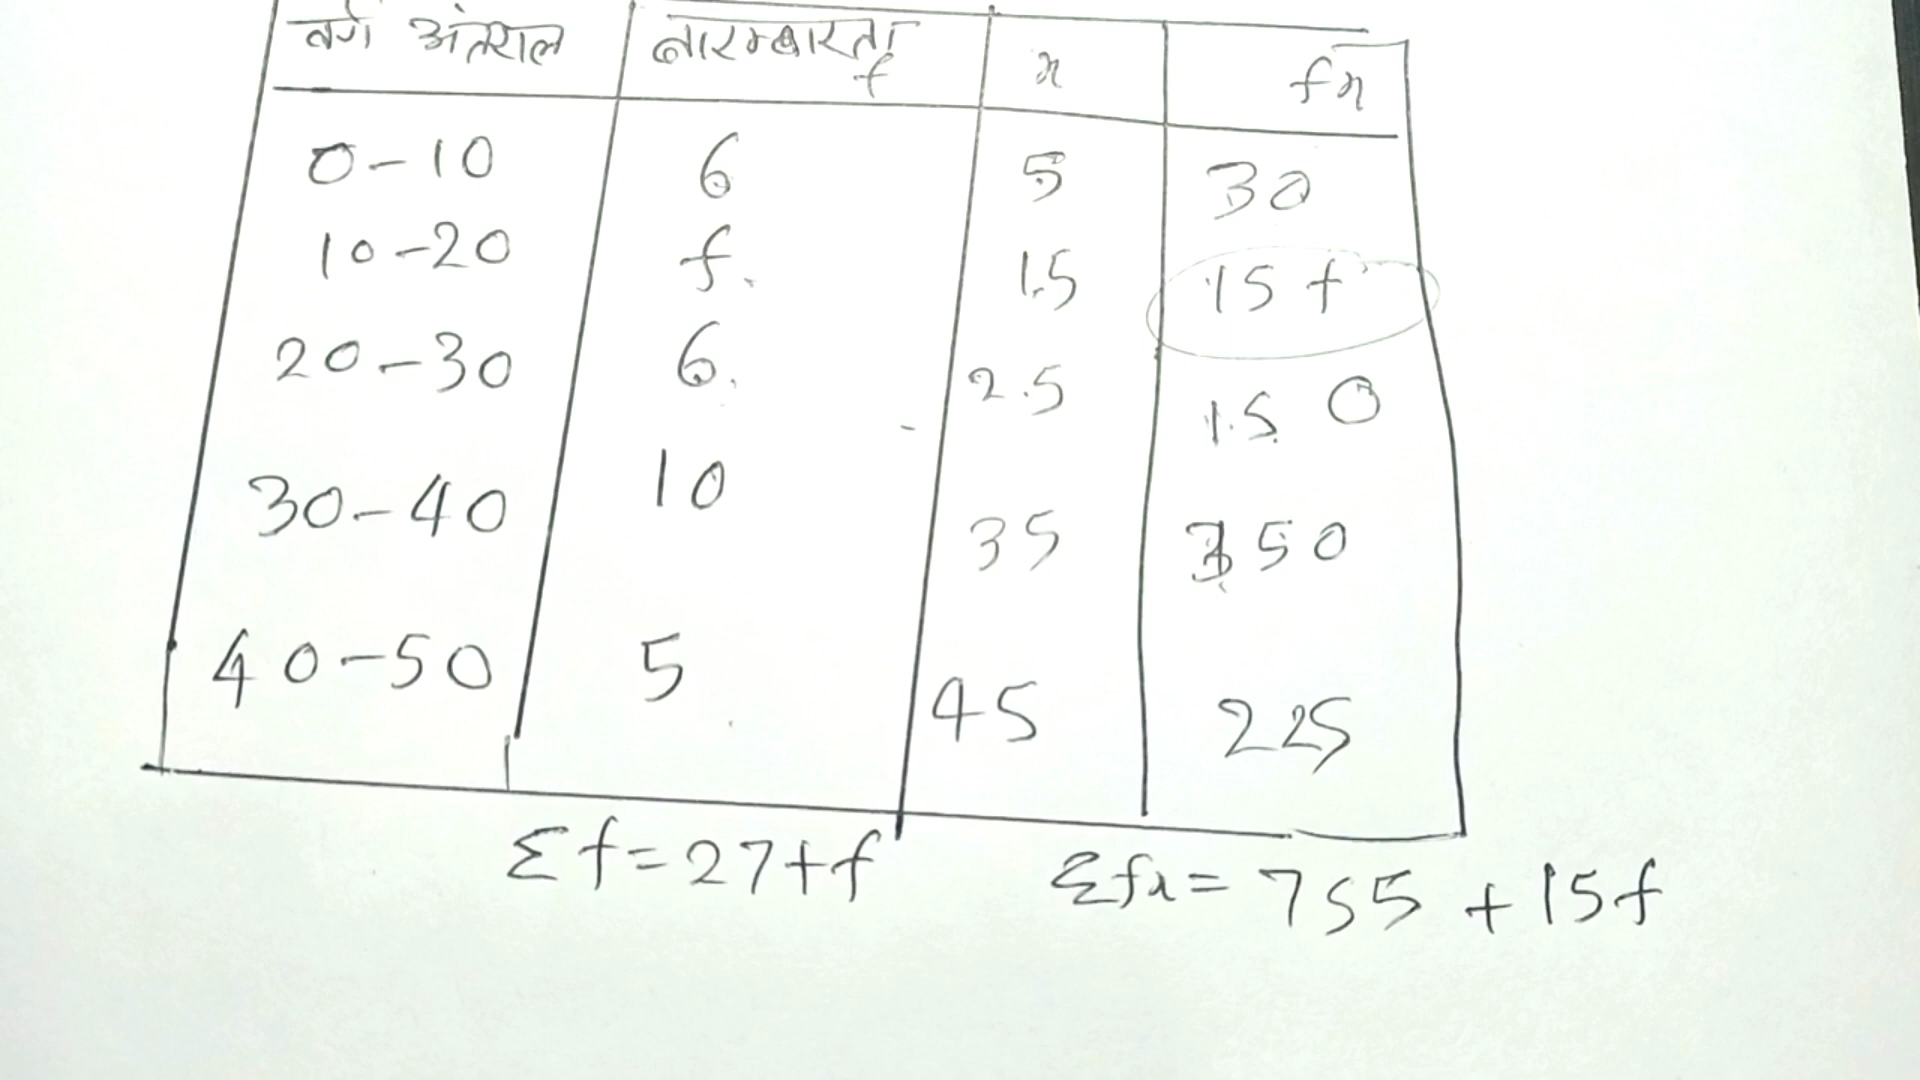 वर्ग अंतराल बारम्बारता f x fx
0-10 6 5 30
10-20 f. 15 15 f
20-30 6. 25 150
30-40 10 35 350
40-50 5 45 225
Σf=27+f Σfx=755+15f